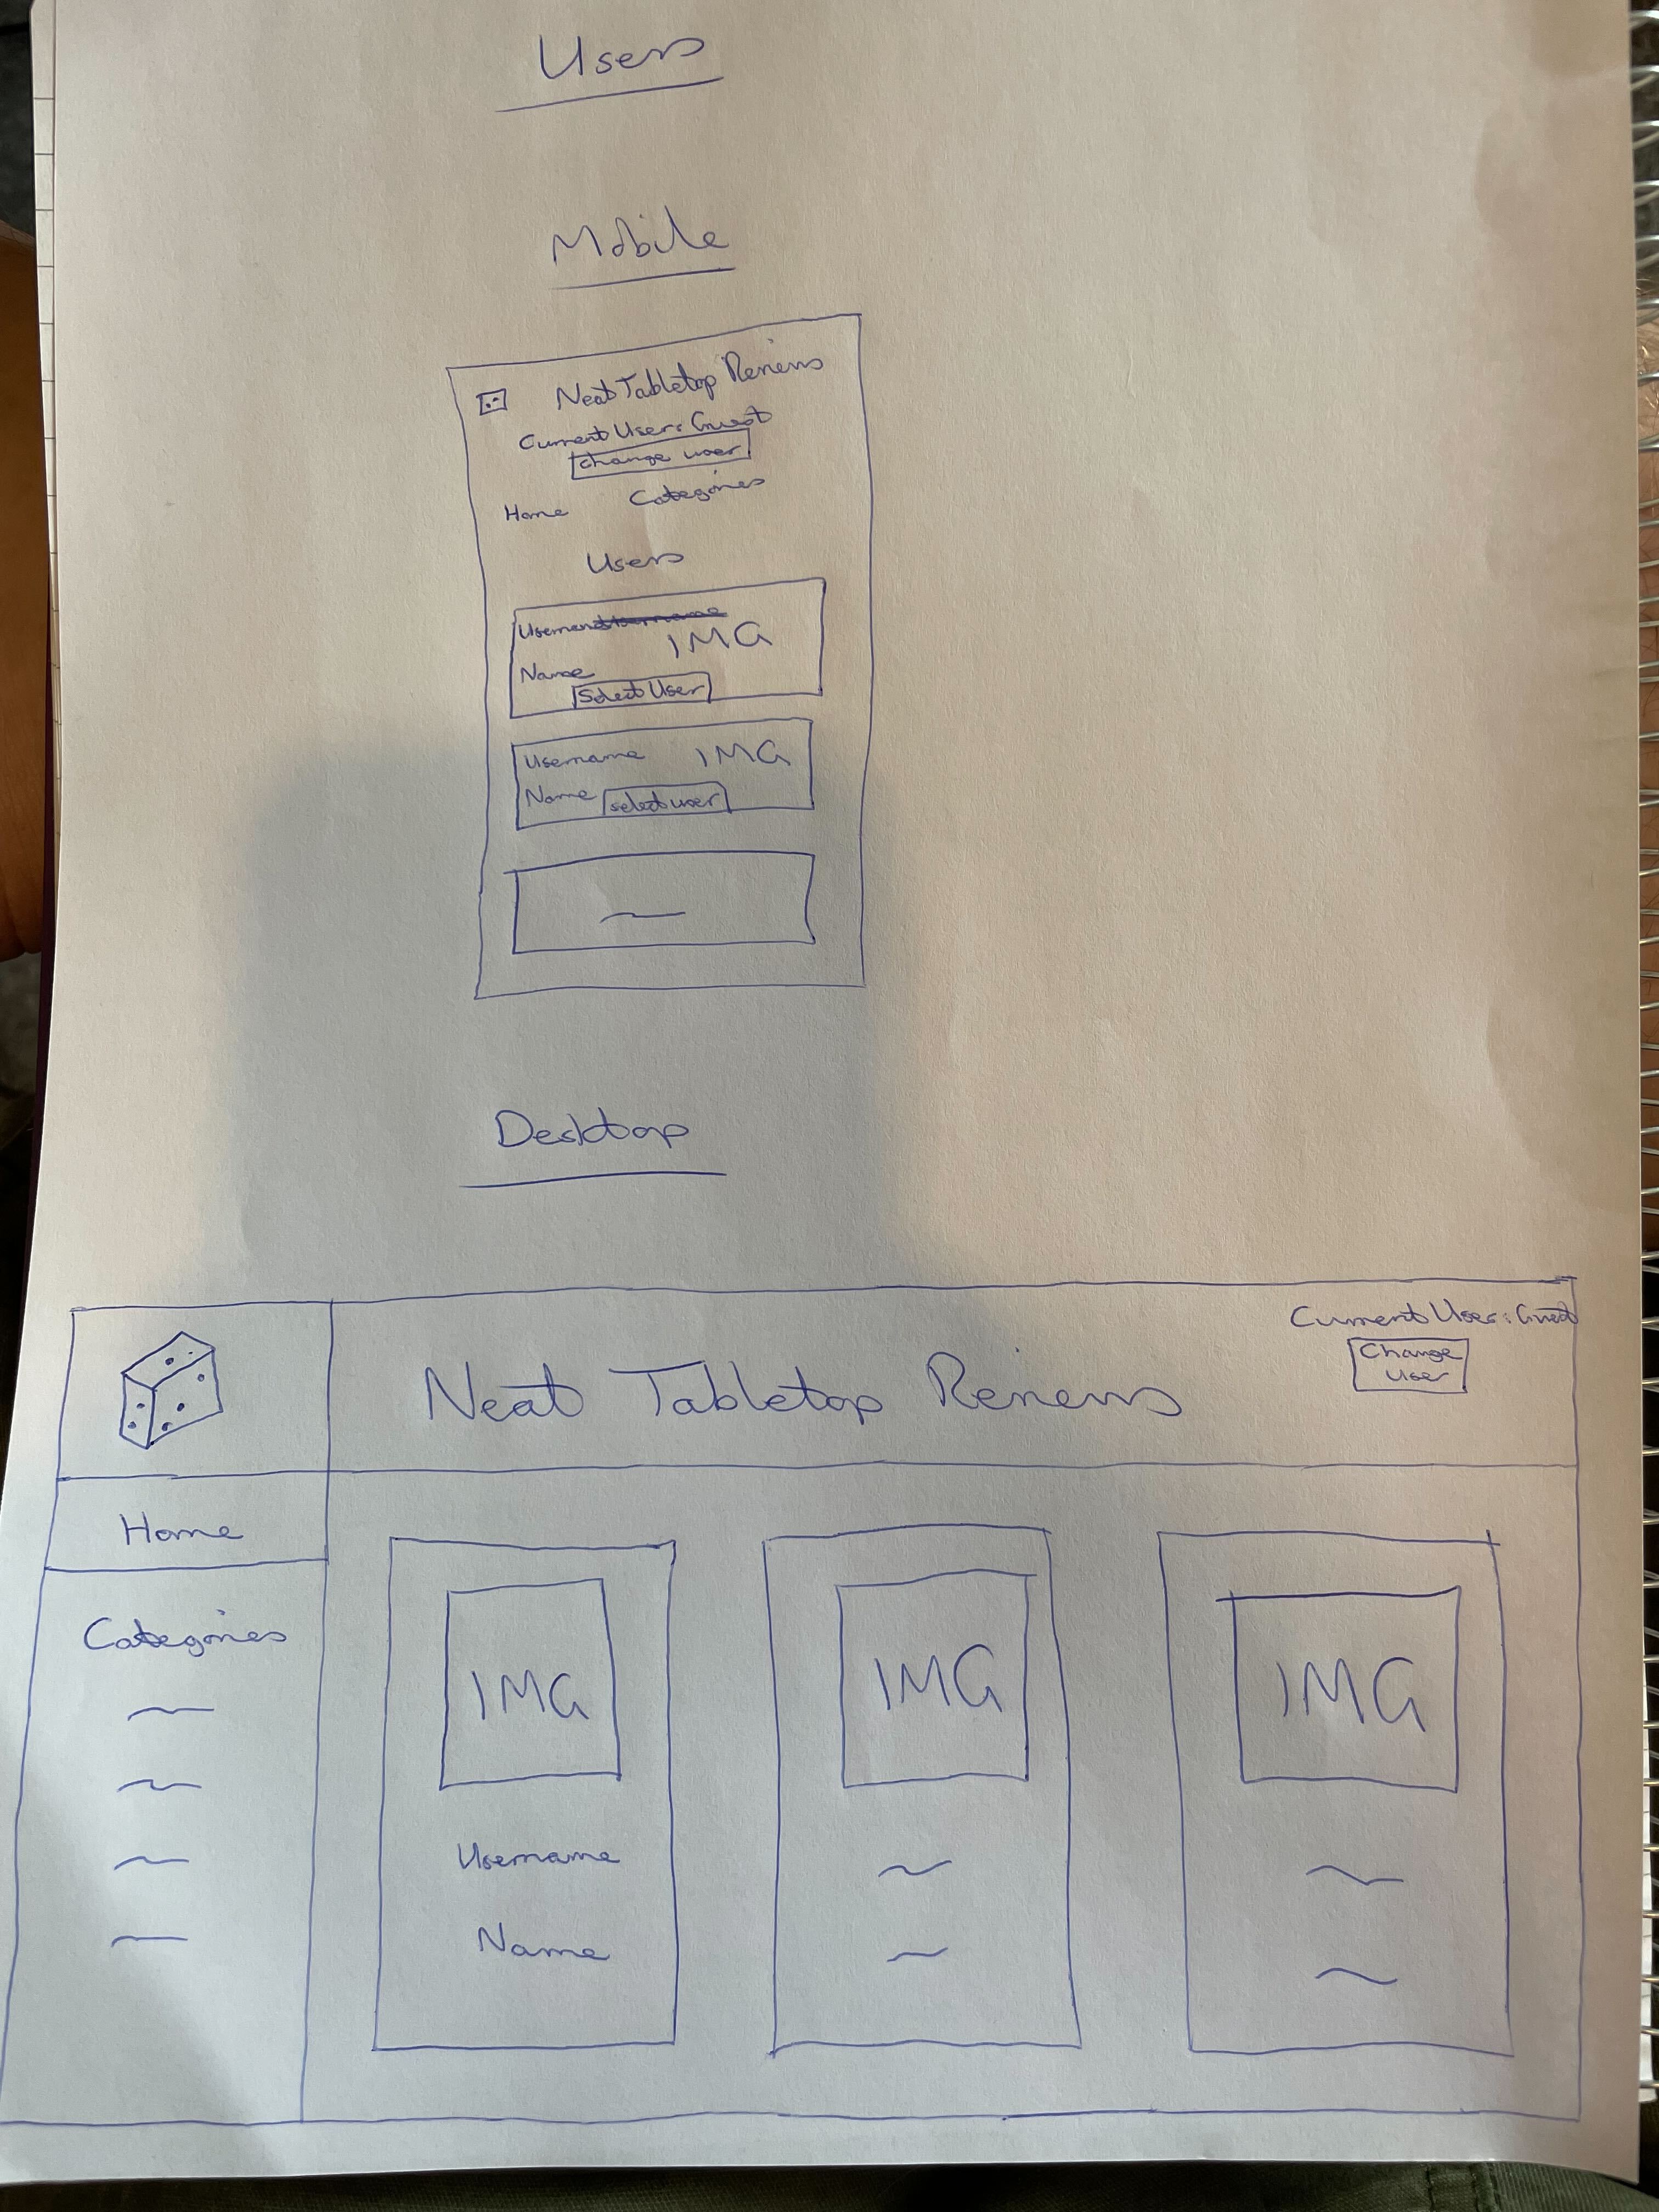 Users
Mobile
Neat Tabletop Reviews
Current User: Guest
change user
Home Categories
Users
Username IMG
Name
Select User
Username IMG
Name select user
Desktop
Current User: Guest
Change
User
Neat Tabletop Reviews
Home
Categories
IMG IMG IMG
Username
Name